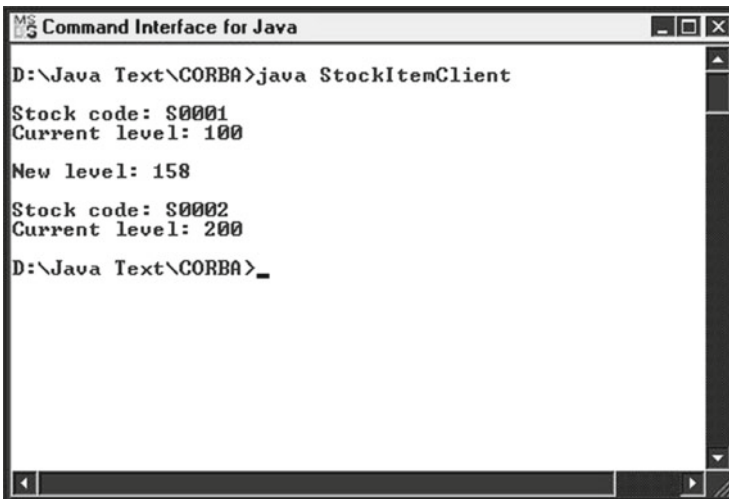 Command Interface for Java
D:\Java Text\CORBA>java StockItemClient
Stock code: S0001
Current level: 100
New level: 158
Stock code: S0002
Current level: 200
D:\Java Text\CORBA>_